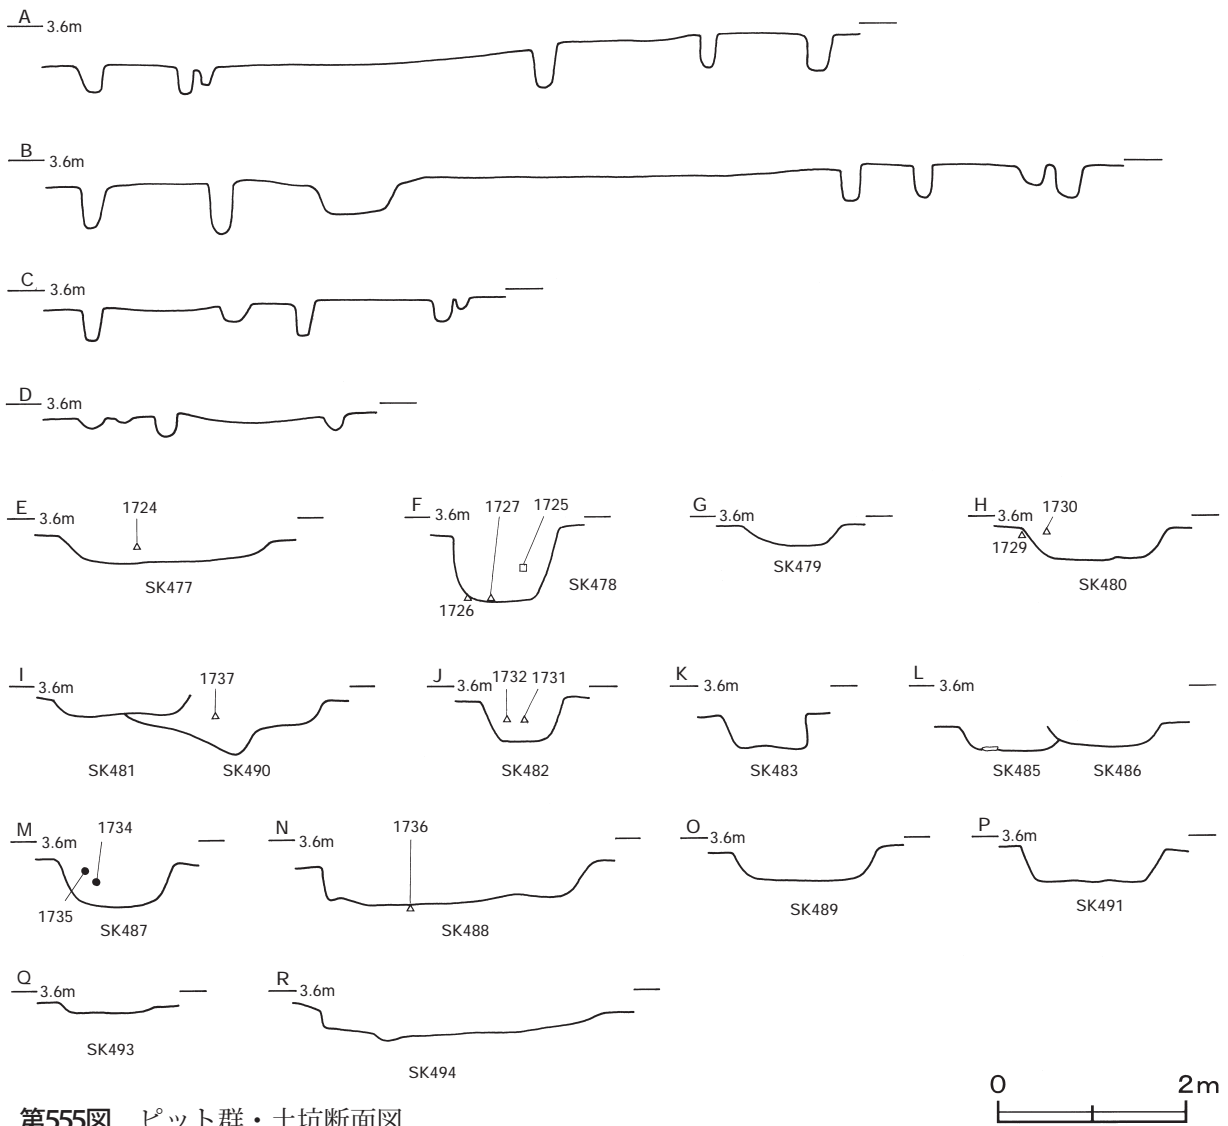 A 3.6m
B 3.6m
C 3.6m
D 3.6m
E 3.6m 1724
SK477
F 3.6m 1727 1725
1726 SK478
G 3.6m
SK479
H 3.6m 1730
1729
SK480
I 3.6m 1737
SK481 SK490
J 3.6m 1732 1731
SK482
K 3.6m
SK483
L 3.6m
SK485 SK486
M 3.6m 1734
1735
SK487
N 3.6m 1736
SK488
O 3.6m
SK489
P 3.6m
SK491
Q 3.6m
SK493
R 3.6m
SK494
0 2m
第555図 ピット群・土坑断面図